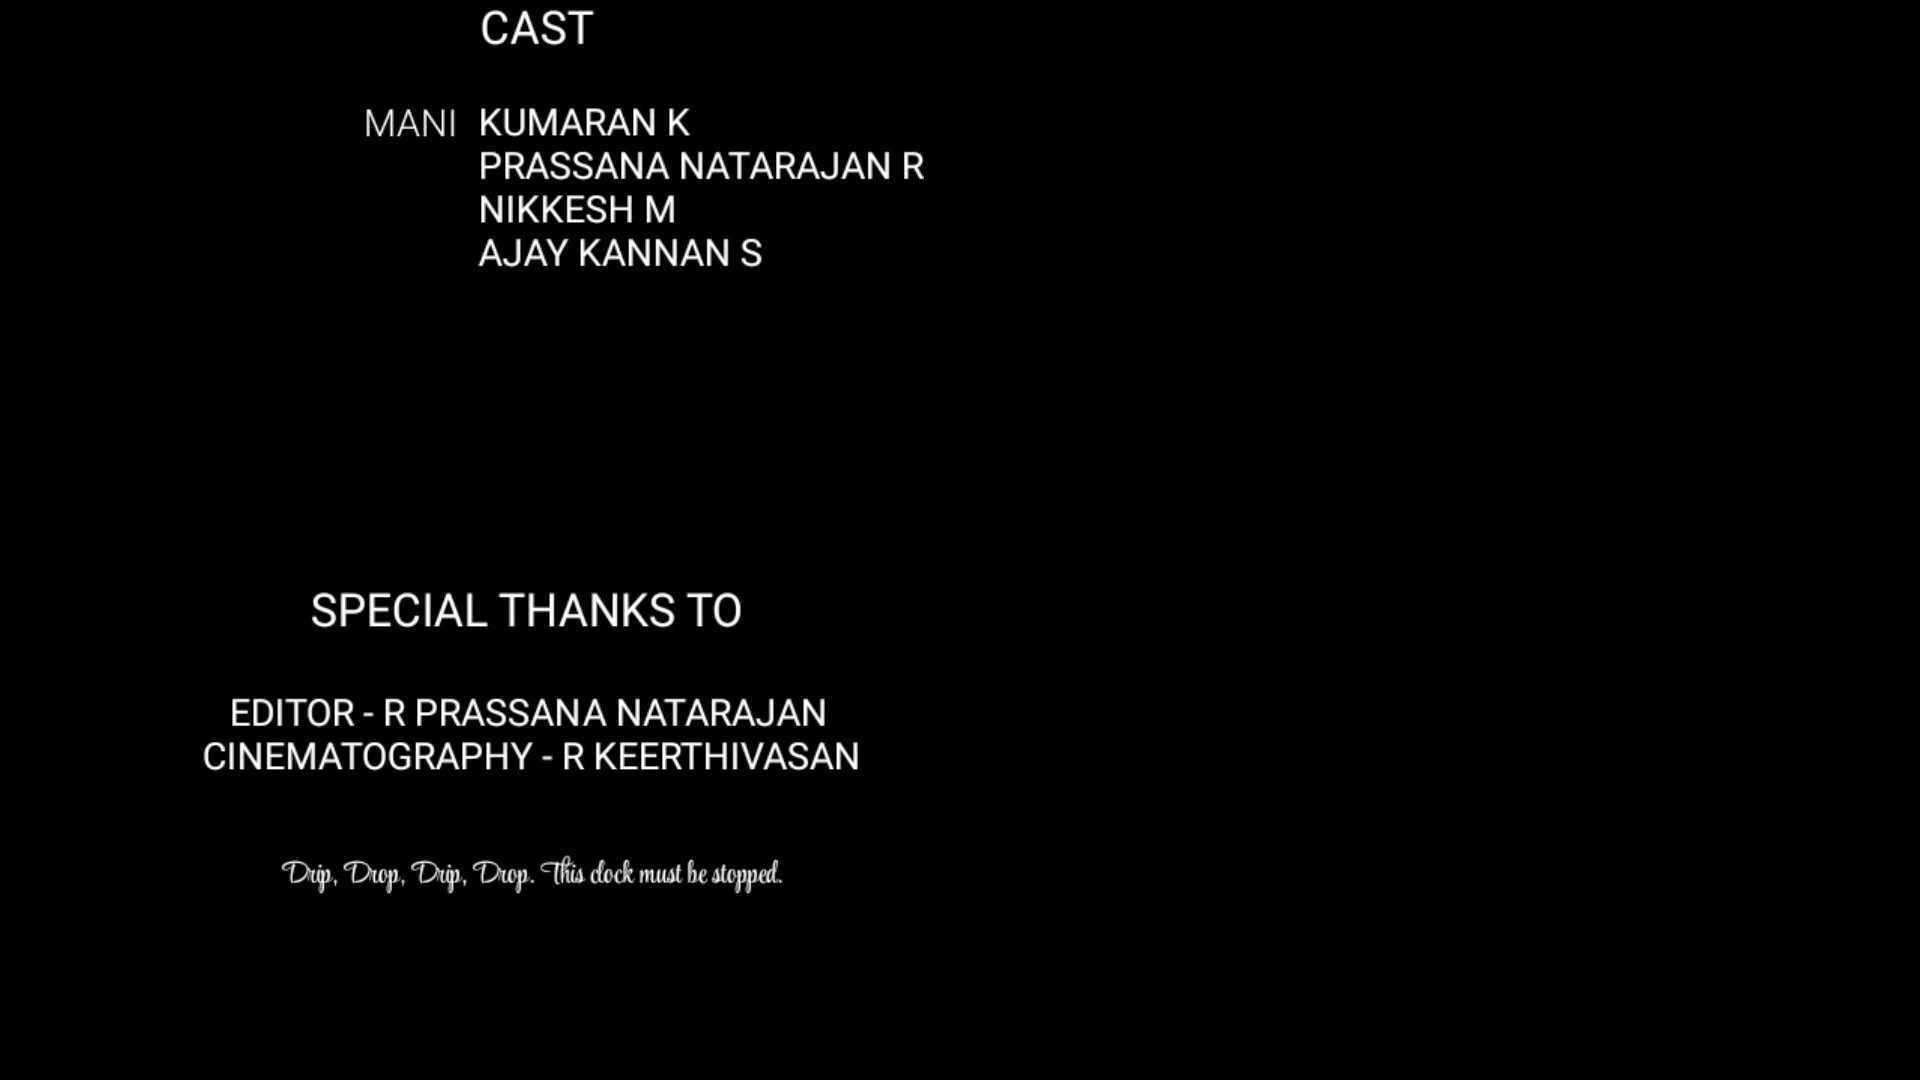 CAST
MANI KUMARAN K
PRASSANA NATARAJAN R
NIKKESH M
AJAY KANNAN S
SPECIAL THANKS TO
EDITOR - R PRASSANA NATARAJAN
CINEMATOGRAPHY - R KEERTHIVASAN
Drip, Drop, Drip, Drop. This clock must be stopped.